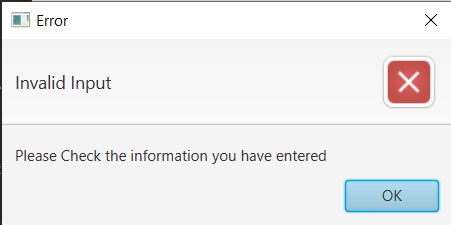 Error
Invalid Input
Please Check the information you have entered
OK